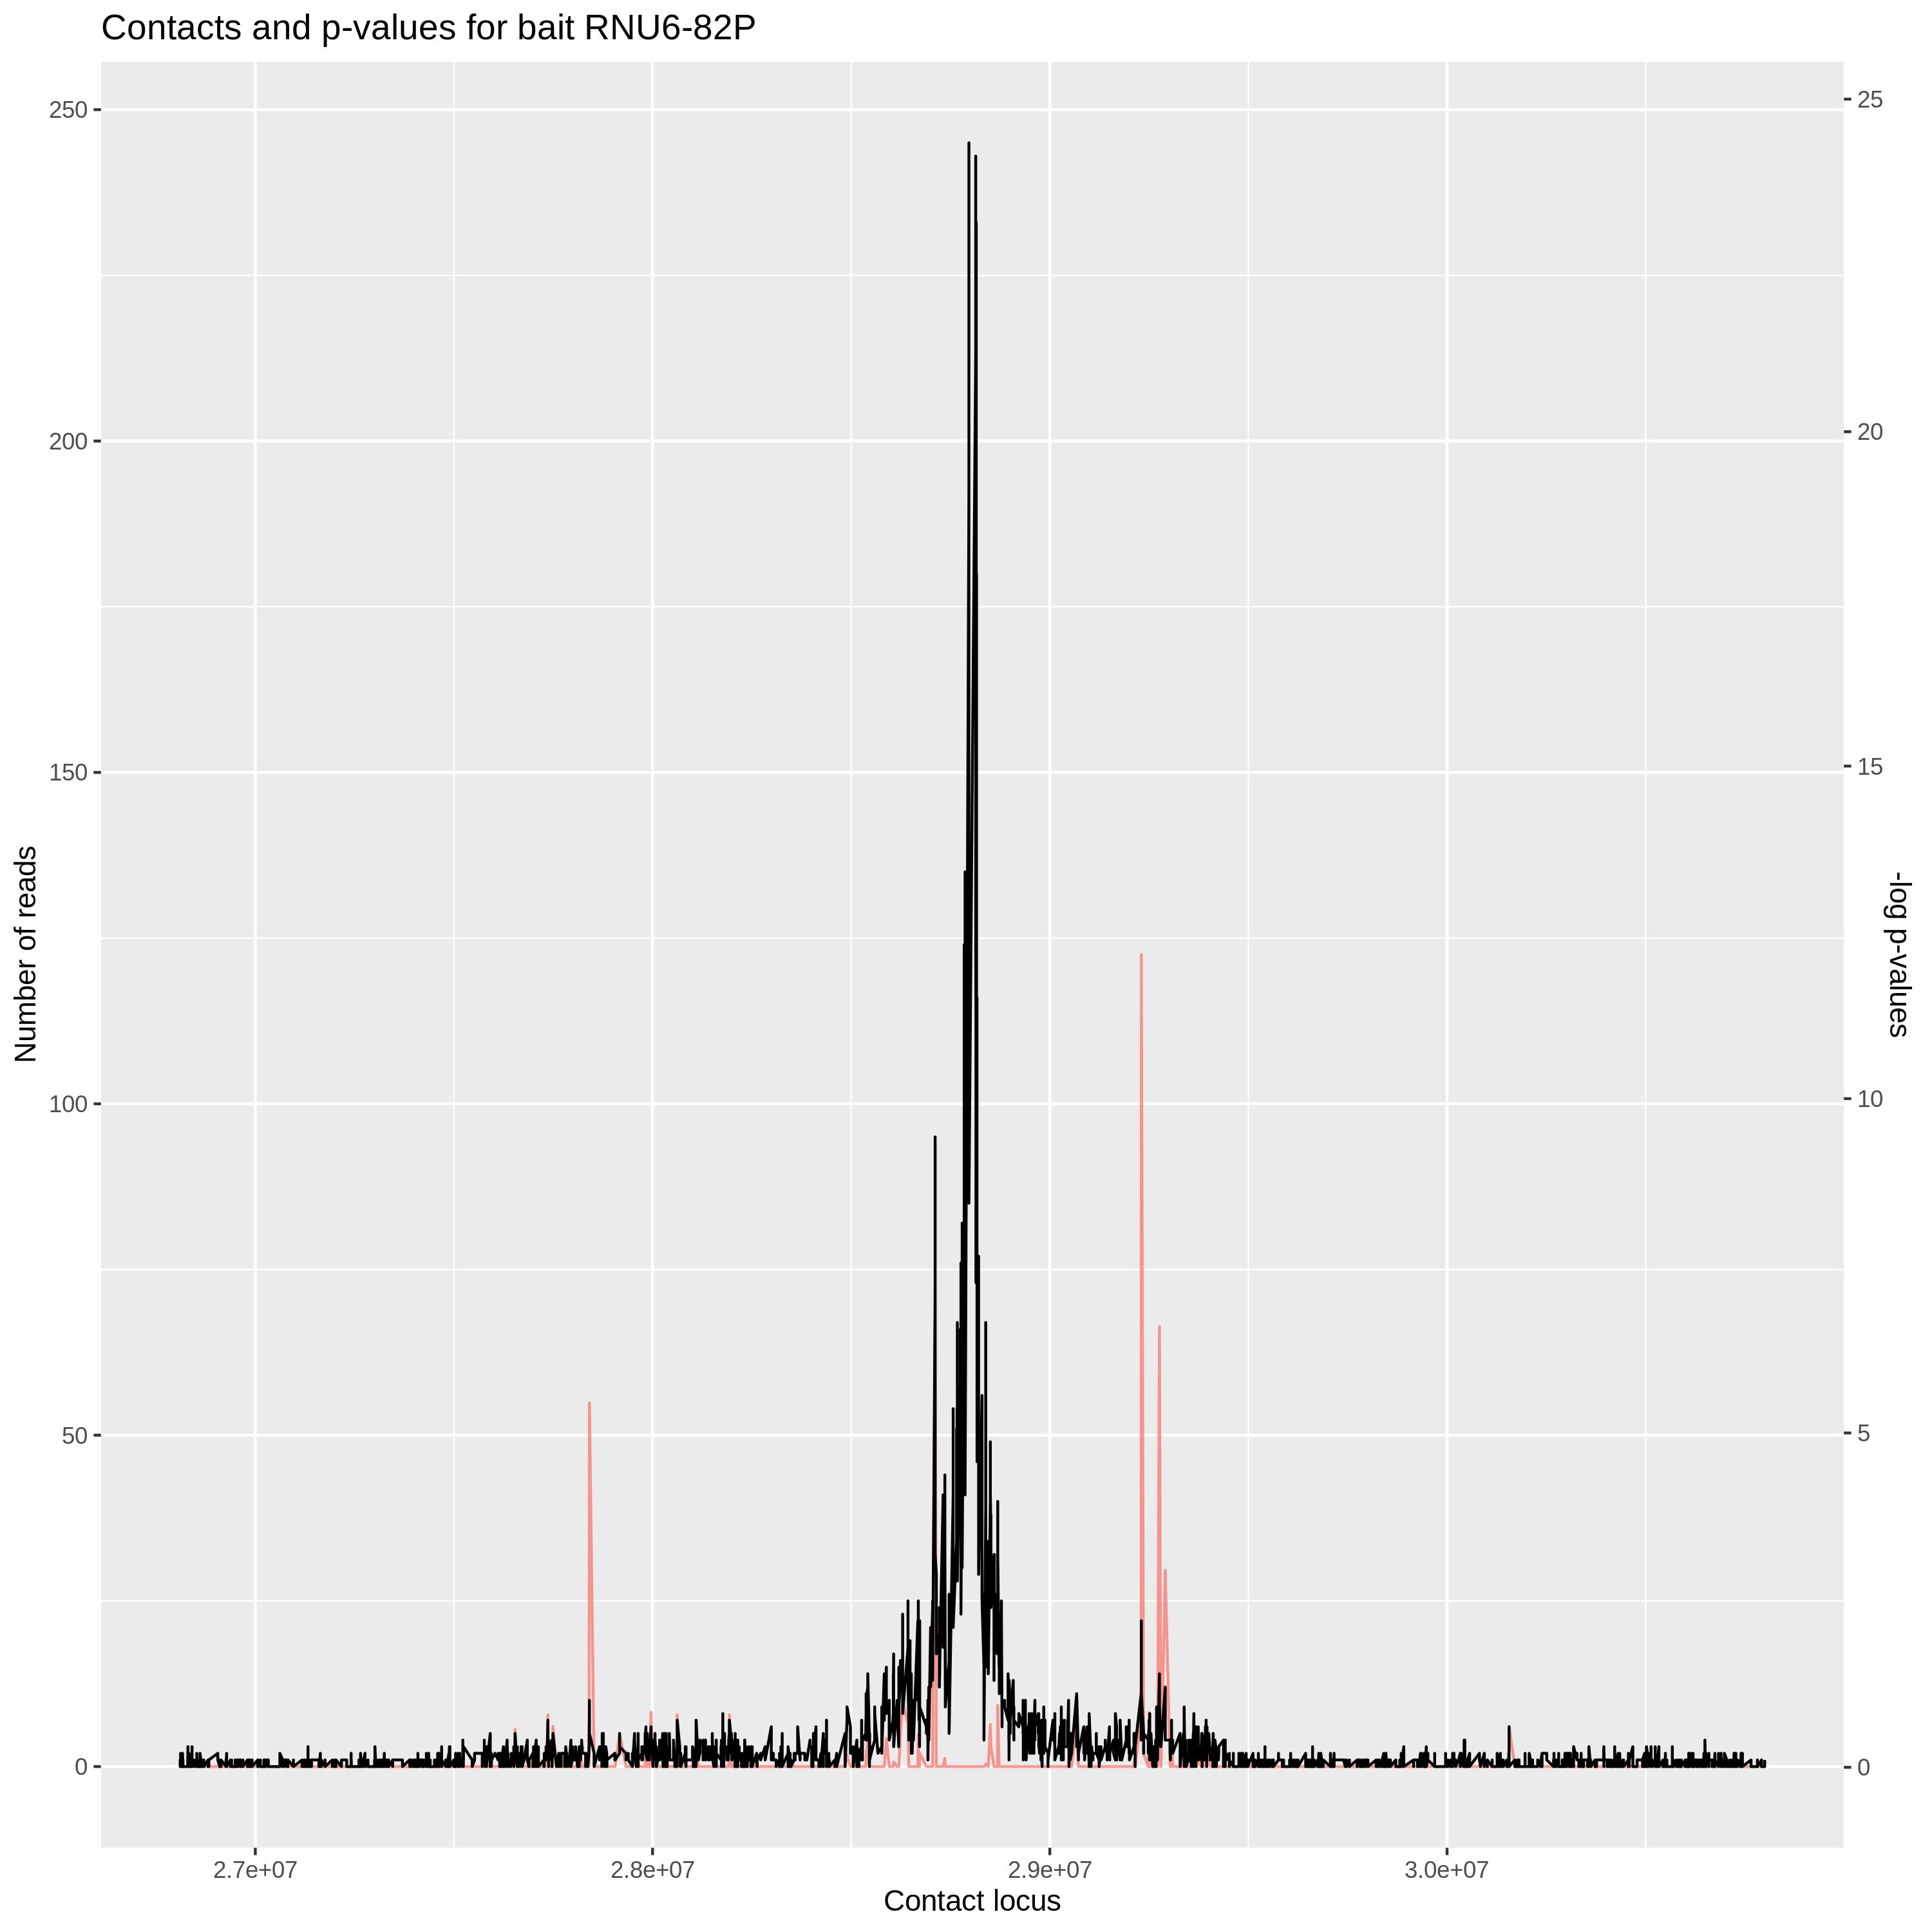 Contacts and p-values for bait RNU6-82P
250
200
150
100
50
0
Number of reads
25
20
15
10
5
0
-log p-values
2.7e+07 2.8e+07 2.9e+07 3.0e+07
Contact locus